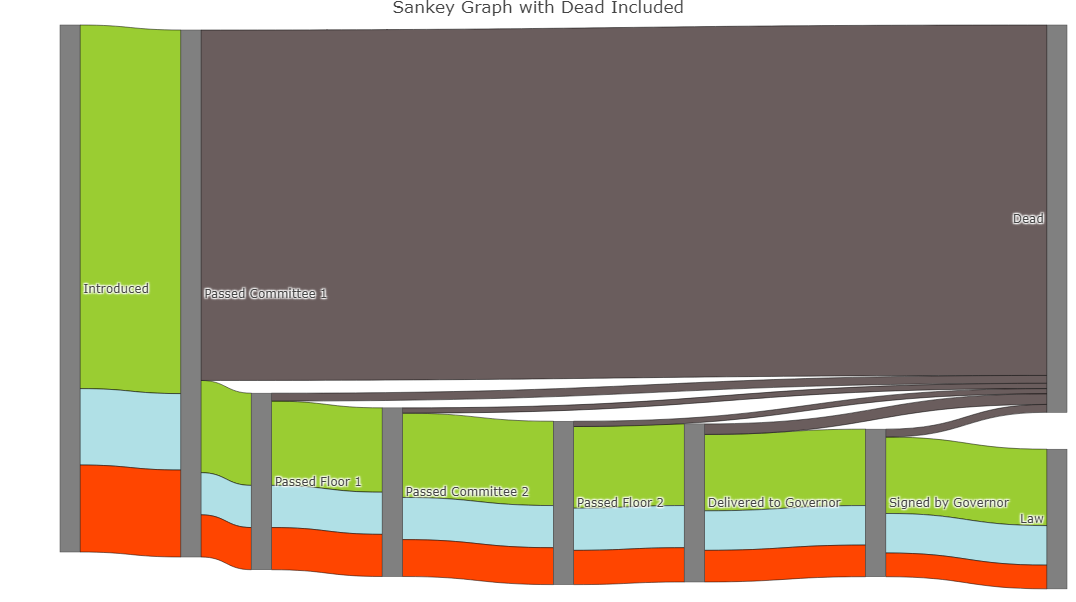 Sankey Graph with Dead Included
Dead
Introduced
Passed Committee 1
Passed Floor 1
Passed Committee 2
Passed Floor 2
Delivered to Governor
Signed by Governor
Law